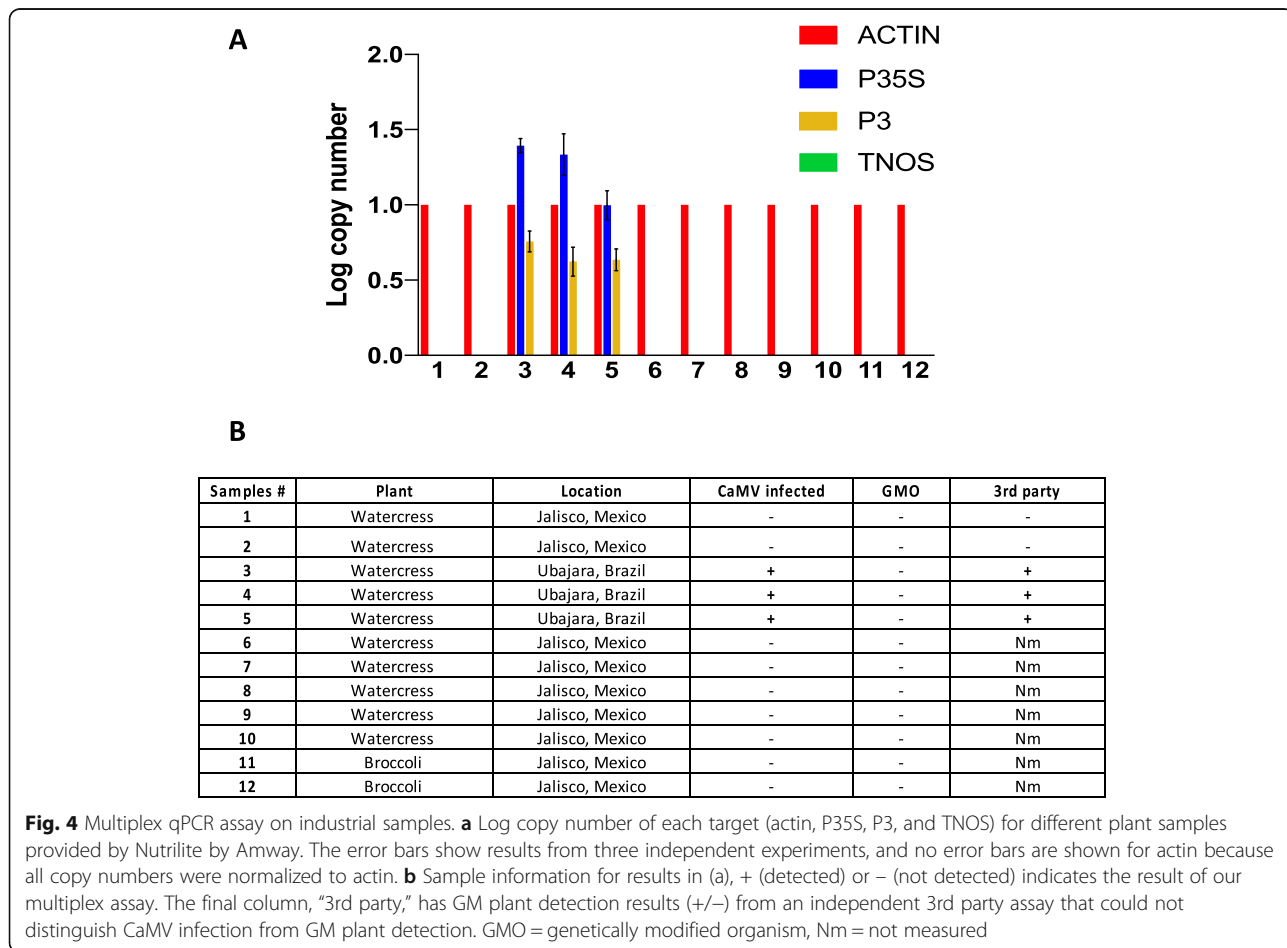 A
ACTIN
P35S
P3
TNOS
Log copy number
2.0
1.5
1.0
0.5
0.0
1 2 3 4 5 6 7 8 9 10 11 12
B
Samples # Plant Location CaMV infected GMO 3rd party
1 Watercress Jalisco, Mexico - - -
2 Watercress Jalisco, Mexico - - -
3 Watercress Ubajara, Brazil + - +
4 Watercress Ubajara, Brazil + - +
5 Watercress Ubajara, Brazil + - +
6 Watercress Jalisco, Mexico - - Nm
7 Watercress Jalisco, Mexico - - Nm
8 Watercress Jalisco, Mexico - - Nm
9 Watercress Jalisco, Mexico - - Nm
10 Watercress Jalisco, Mexico - - Nm
11 Broccoli Jalisco, Mexico - - Nm
12 Broccoli Jalisco, Mexico - - Nm
Fig. 4 Multiplex qPCR assay on industrial samples. a Log copy number of each target (actin, P35S, P3, and TNOS) for different plant samples
provided by Nutrilite by Amway. The error bars show results from three independent experiments, and no error bars are shown for actin because
all copy numbers were normalized to actin. b Sample information for results in (a), + (detected) or – (not detected) indicates the result of our
multiplex assay. The final column, “3rd party,” has GM plant detection results (+/−) from an independent 3rd party assay that could not
distinguish CaMV infection from GM plant detection. GMO = genetically modified organism, Nm = not measured